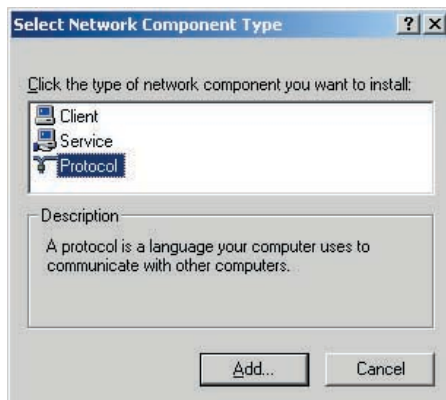 Select Network Component Type
Click the type of network component you want to install:
Client
Service
Protocol
Description
A protocol is a language your computer uses to
communicate with other computers.
Add...
Cancel